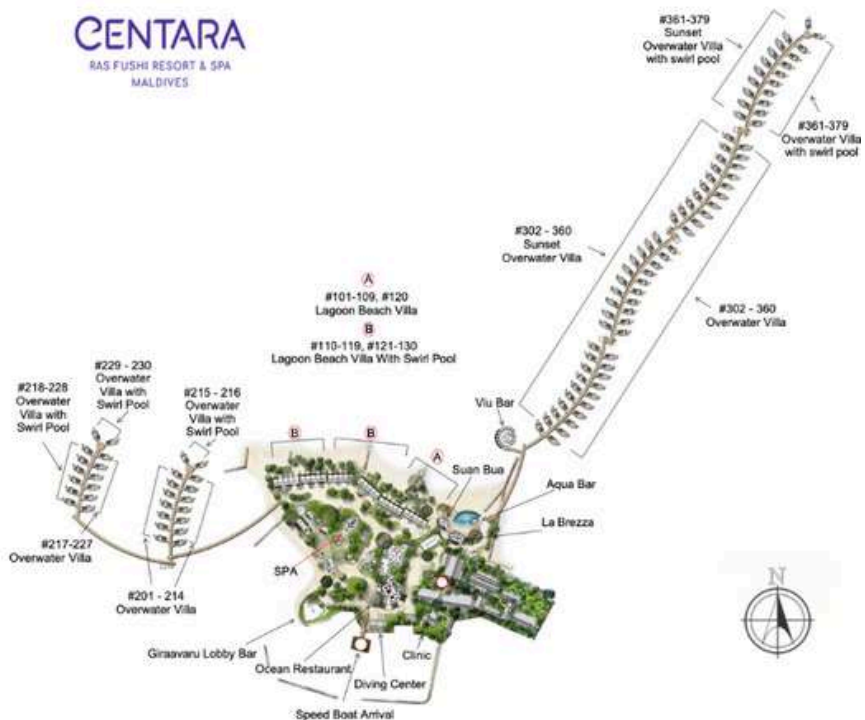 CENTARA
RAS FUSHI RESORT & SPA
MALDIVES
#361-379
Sunset
Overwater Villa
with swirl pool
#361-379
Overwater Villa
with swirl pool
#302 - 360
Sunset
Overwater Villa
#302 - 360
Overwater Villa
A
#101-109, #120
Lagoon Beach Villa
B
#110-119, #121-130
Lagoon Beach Villa With Swirl Pool
#229 - 230
Overwater
Villa with
Swirl Pool
#218-228
Overwater
Villa with
Swirl Pool
#215 - 216
Overwater
Villa with
Swirl Pool
Viu Bar
B
B
A
Suan Bua
Aqua Bar
La Brezza
#217-227
Overwater Villa
SPA
#201 - 214
Overwater Villa
N
Giraavaru Lobby Bar
Ocean Restaurant
Clinic
Diving Center
Speed Boat Arrival